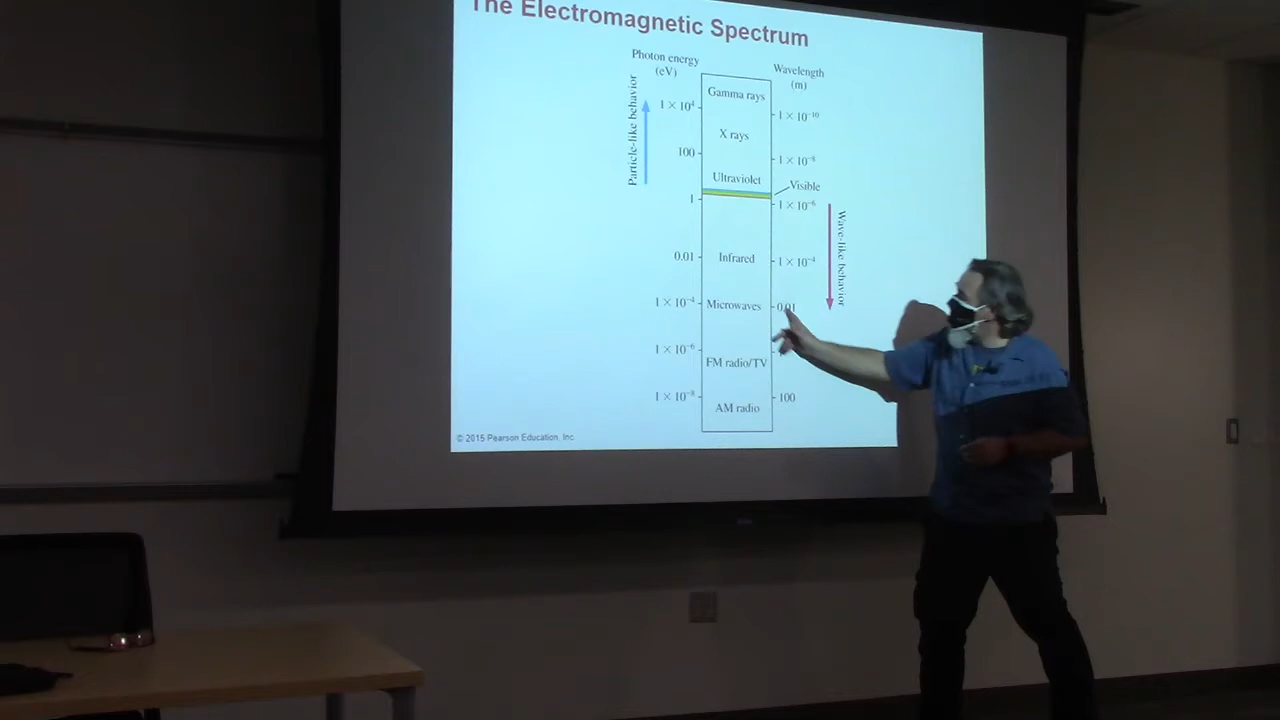 The Electromagnetic Spectrum
Photon energy
(eV)
Wavelength
(m)
Particle-like behavior
Gamma rays
1 × 10⁴
1 × 10⁻¹⁰
X rays
100
1 × 10⁻⁸
Ultraviolet
Visible
1
1 × 10⁻⁶
Wave-like behavior
0.01
Infrared
1 × 10⁻⁴
1 × 10⁻⁴
Microwaves
0.01
1 × 10⁻⁶
FM radio/TV
1 × 10⁻⁸
AM radio
100
© 2015 Pearson Education, Inc.